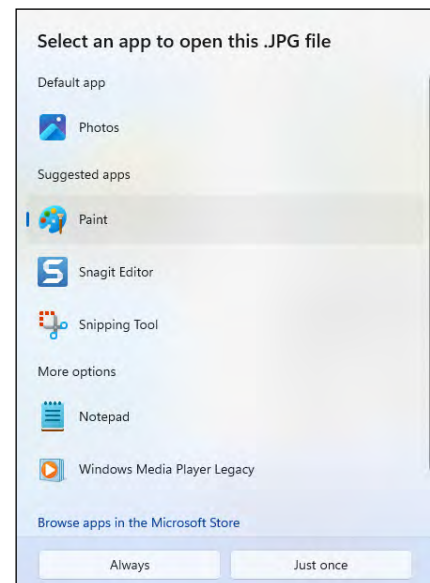 Select an app to open this .JPG file
Default app
Photos
Suggested apps
Paint
Snagit Editor
Snipping Tool
More options
Notepad
Windows Media Player Legacy
Browse apps in the Microsoft Store
Always
Just once